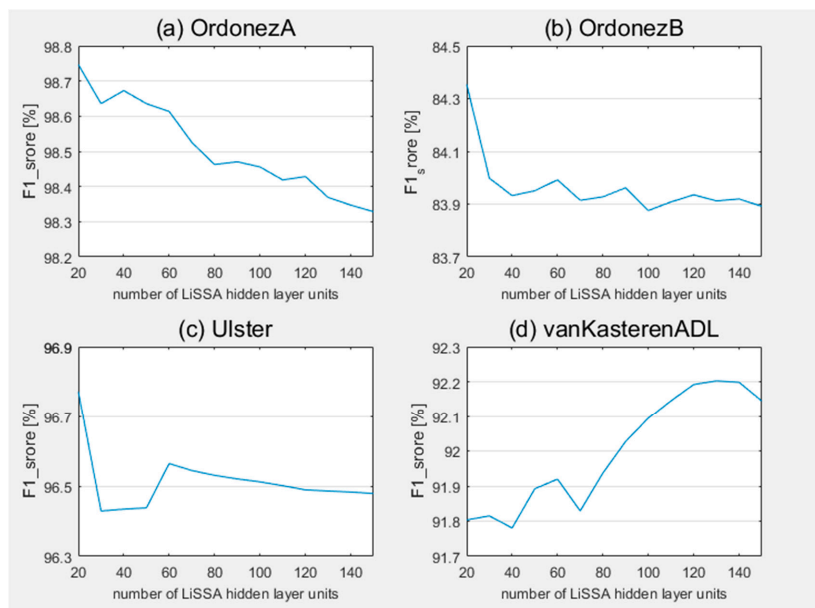 (a) OrdonezA
98.8
98.7
98.6
98.5
98.4
98.3
98.2
F1_srore [%]
20 40 60 80 100 120 140
number of LiSSA hidden layer units
(b) OrdonezB
84.5
84.3
84.1
83.9
83.7
F1srore [%]
20 40 60 80 100 120 140
number of LiSSA hidden layer units
(c) Ulster
96.9
96.7
96.5
96.3
F1_srore [%]
20 40 60 80 100 120 140
number of LiSSA hidden layer units
(d) vanKasterenADL
92.3
92.2
92.1
92
91.9
91.8
91.7
F1_srore [%]
20 40 60 80 100 120 140
number of LiSSA hidden layer units